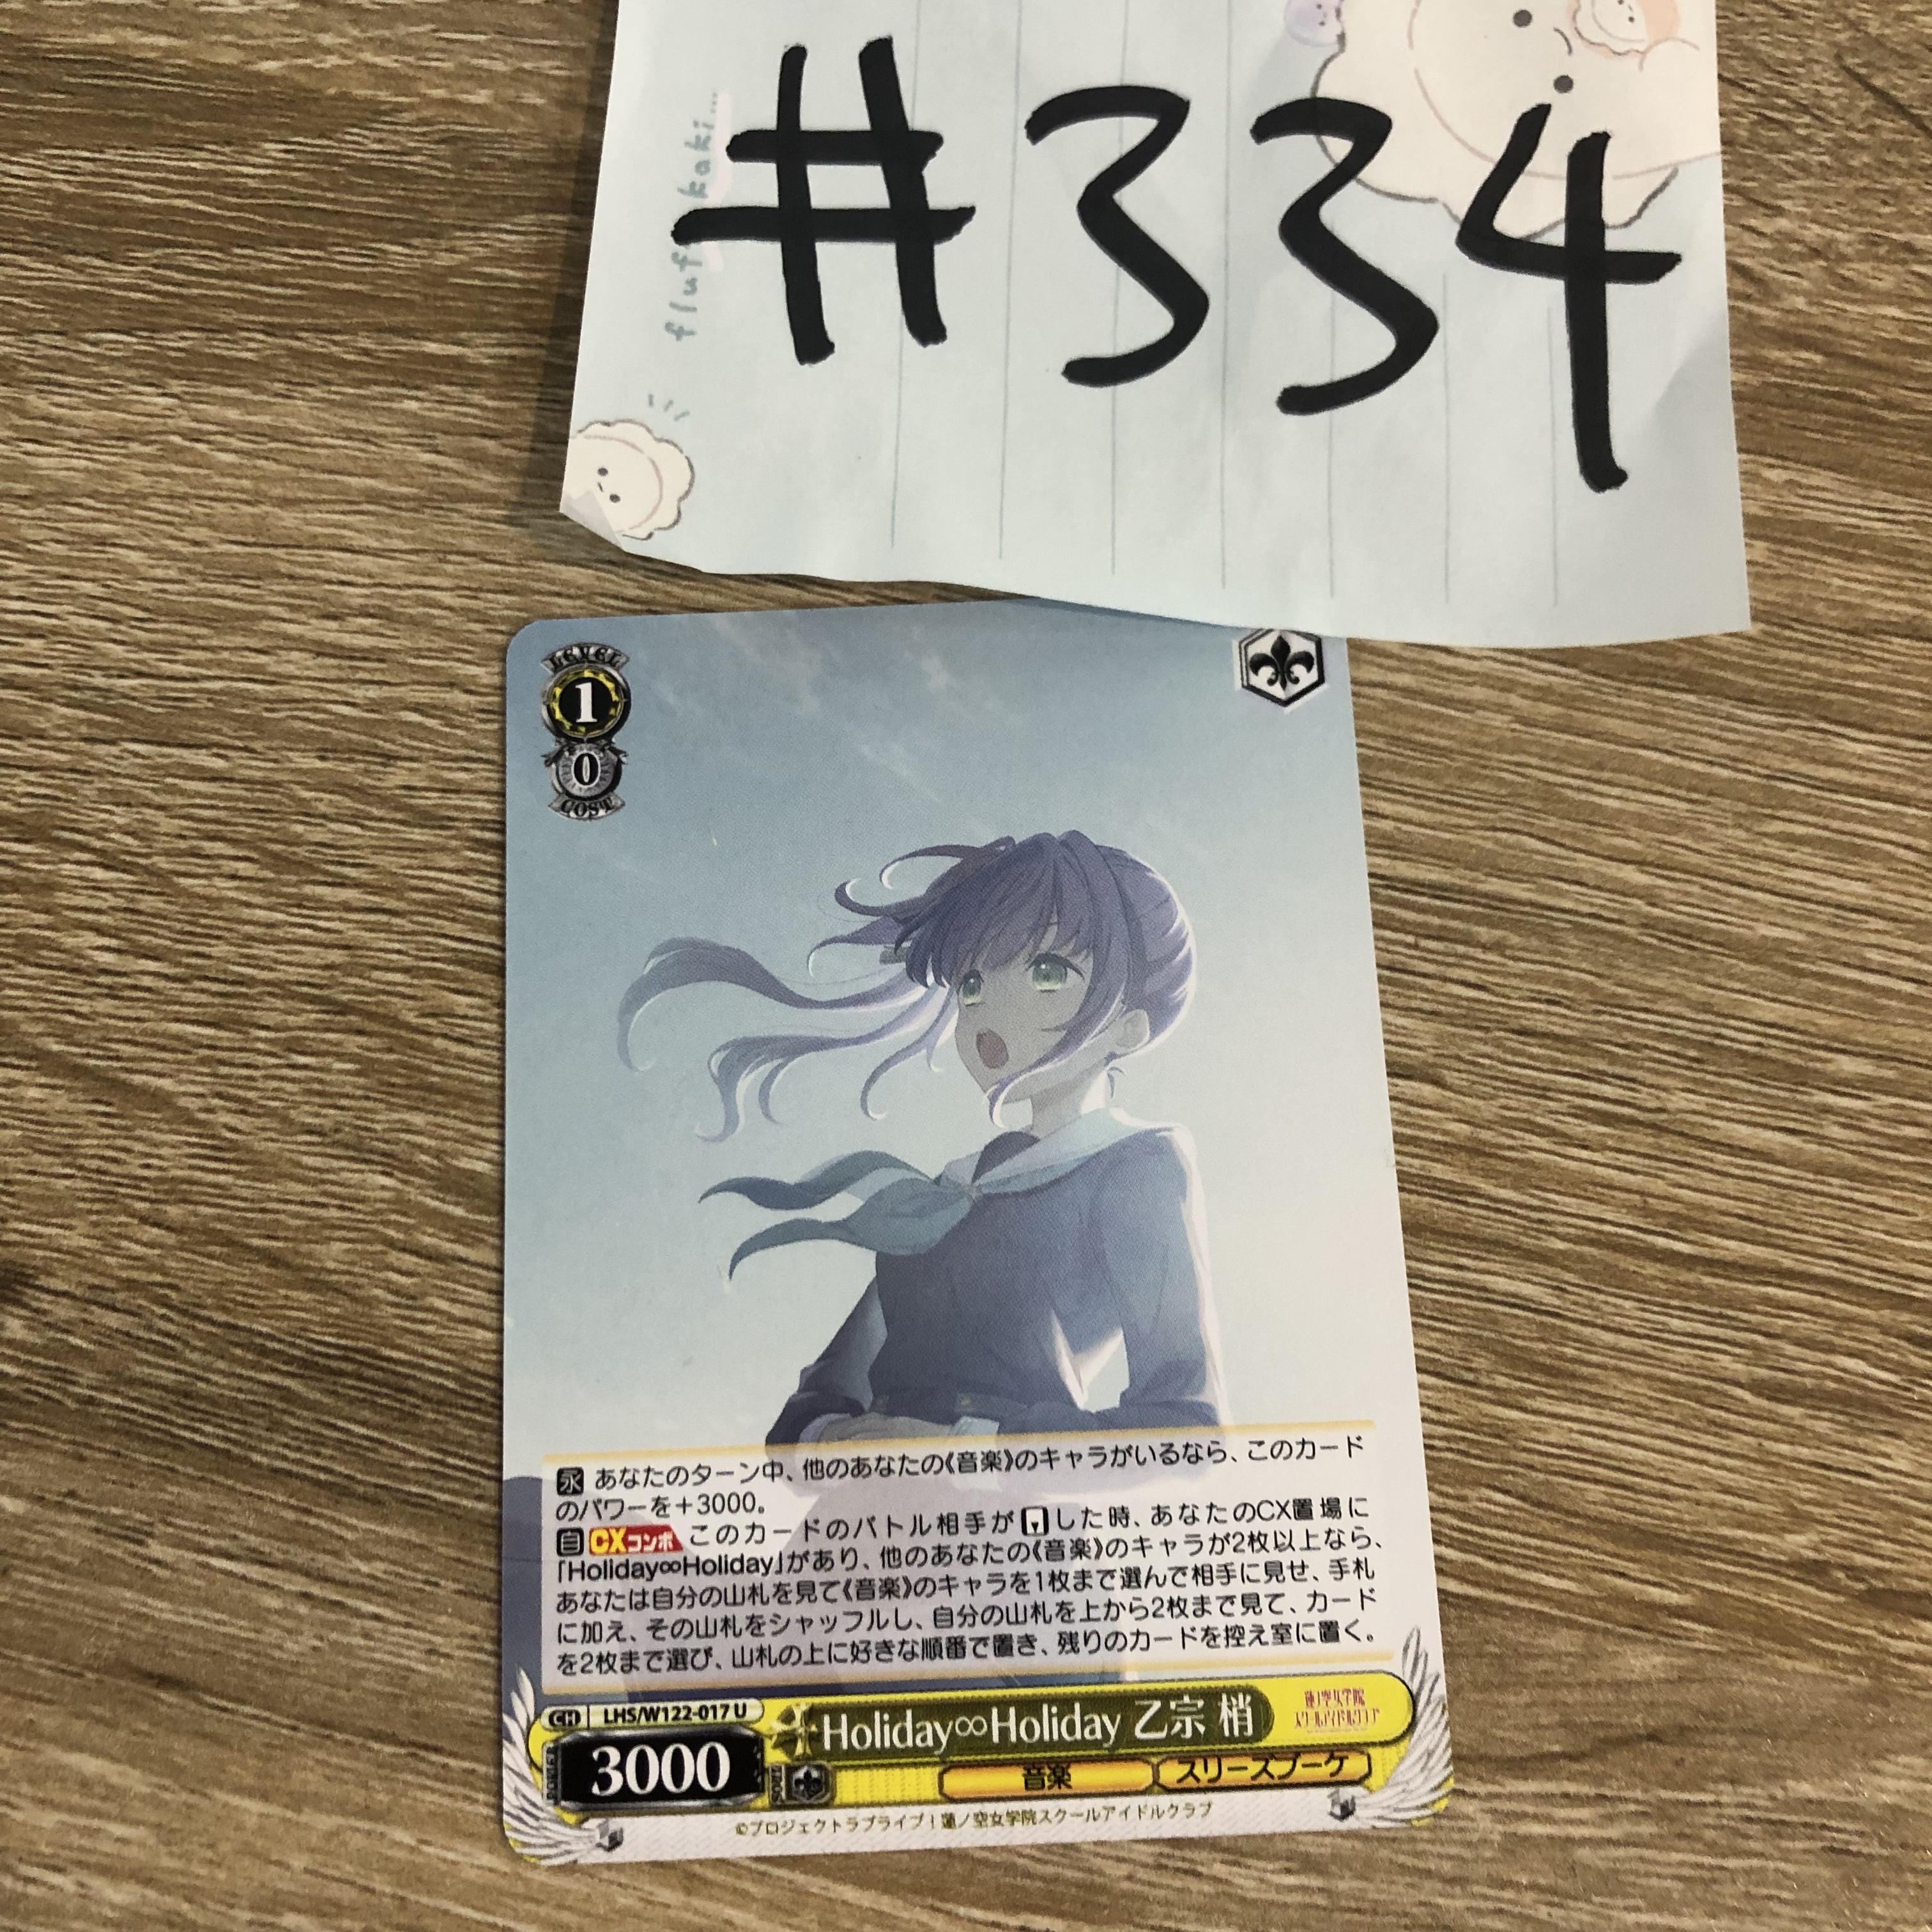 #334
LEVEL
1
0
COST
永 あなたのターン中、他のあなたの《音楽》のキャラがいるなら、このカード
のパワーを+3000。
自 CXコンボ このカードのバトル相手がした時、あなたのCX置場に
「Holiday∞Holiday」があり、他のあなたの《音楽》のキャラが2枚以上なら、
あなたは自分の山札を見て《音楽》のキャラを1枚まで選んで相手に見せ、手札
に加え、その山札をシャッフルし、自分の山札を上から2枚まで見て、カード
を2枚まで選び、山札の上に好きな順番で置き、残りのカードを控え室に置く。
CH LHS/W122-017 U
Holiday∞Holiday 乙宗 梢
蓮ノ空女学院
スクールアイドルクラブ
POWER 3000 SOUL
音楽 スリーズブーケ
©プロジェクトラブライブ!蓮ノ空女学院スクールアイドルクラブ